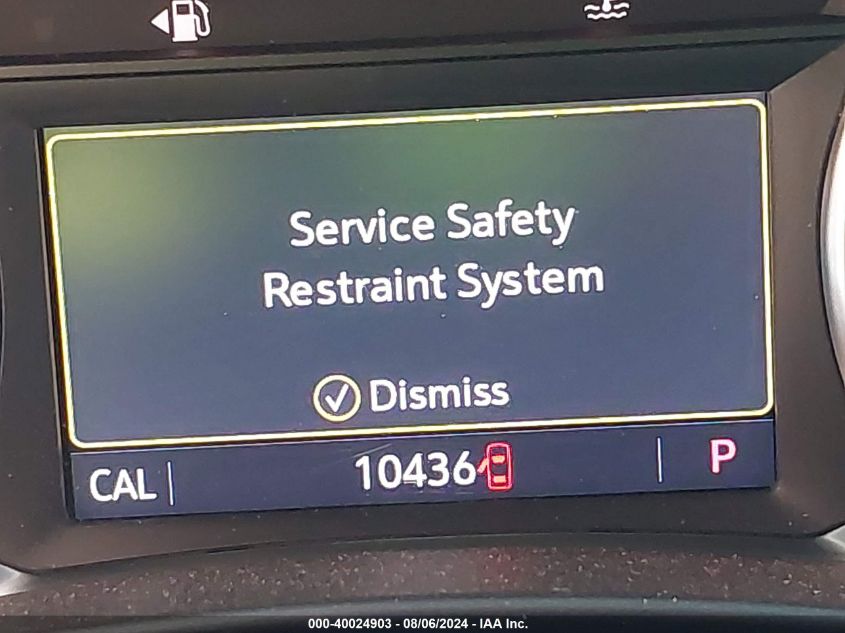 Service Safety
Restraint System
Dismiss
CAL 10436 P
000-40024903 - 08/06/2024 - IAA Inc.